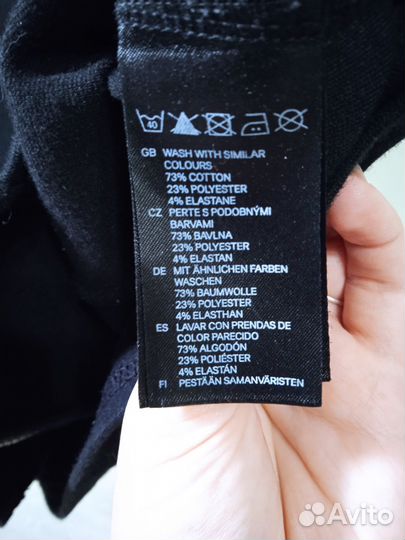 40
GB WASH WITH SIMILAR
COLOURS
73% COTTON
23% POLYESTER
4% ELASTANE
CZ PERTE S PODOBNÝMI
BARVAMI
73% BAVLNA
23% POLYESTER
4% ELASTAN
DE MIT ÄHNLICHEN FARBEN
WASCHEN
73% BAUMWOLLE
23% POLYESTER
4% ELASTHAN
ES LAVAR CON PRENDAS DE
COLOR PARECIDO
73% ALGODÓN
23% POLIÉSTER
4% ELASTÁN
FI PESTÄÄN SAMANVÄRISTEN
Avito